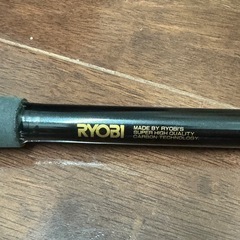 RYOBI
MADE BY RYOBI'S
SUPER HIGH QUALITY
CARBON TECHNOLOGY